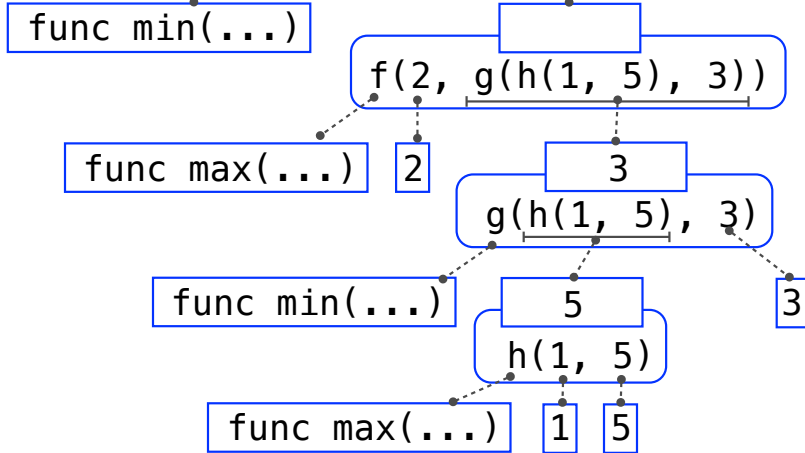 func min(...)
f(2, g(h(1, 5), 3))
func max(...)
2
3
g(h(1, 5), 3)
func min(...)
5
3
h(1, 5)
func max(...)
1
5